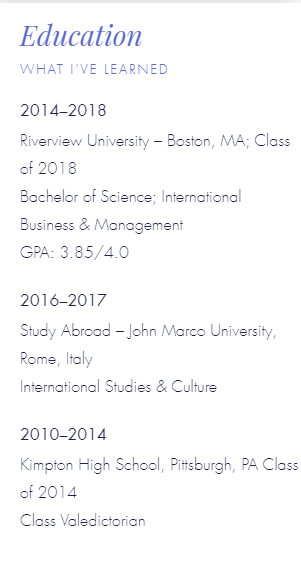 Education
WHAT I'VE LEARNED
2014–2018
Riverview University – Boston, MA; Class
of 2018
Bachelor of Science; International
Business & Management
GPA: 3.85/4.0
2016–2017
Study Abroad – John Marco University,
Rome, Italy
International Studies & Culture
2010–2014
Kimpton High School, Pittsburgh, PA Class
of 2014
Class Valedictorian